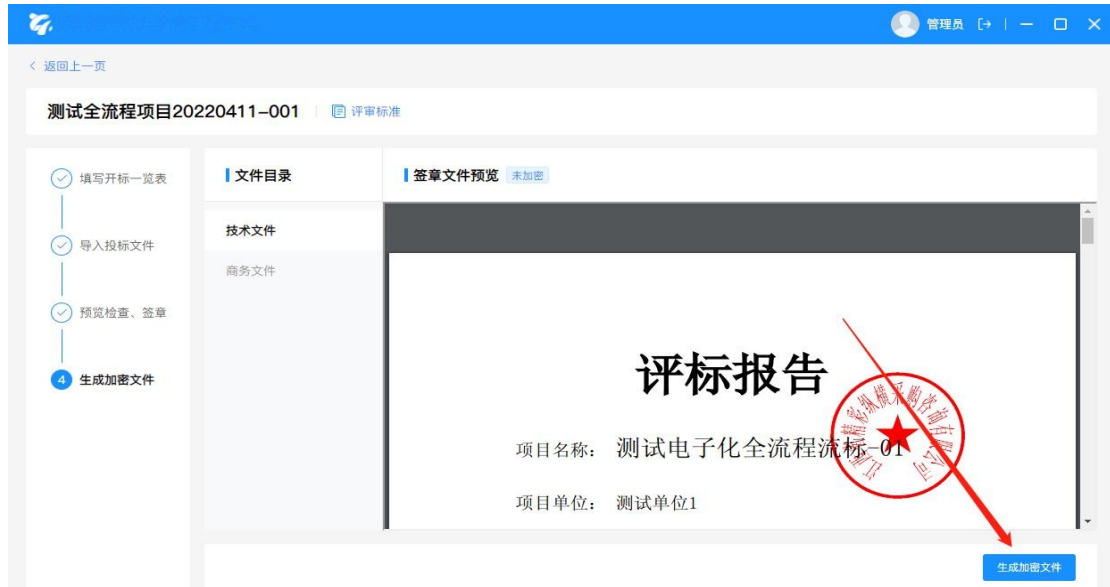 管理员
返回上一页
测试全流程项目20220411-001 评审标准
填写开标一览表
导入投标文件
预览检查、签章
4 生成加密文件
文件目录
技术文件
商务文件
签章文件预览 未加密
评标报告
项目名称： 测试电子化全流程流标-01
项目单位： 测试单位1
生成加密文件